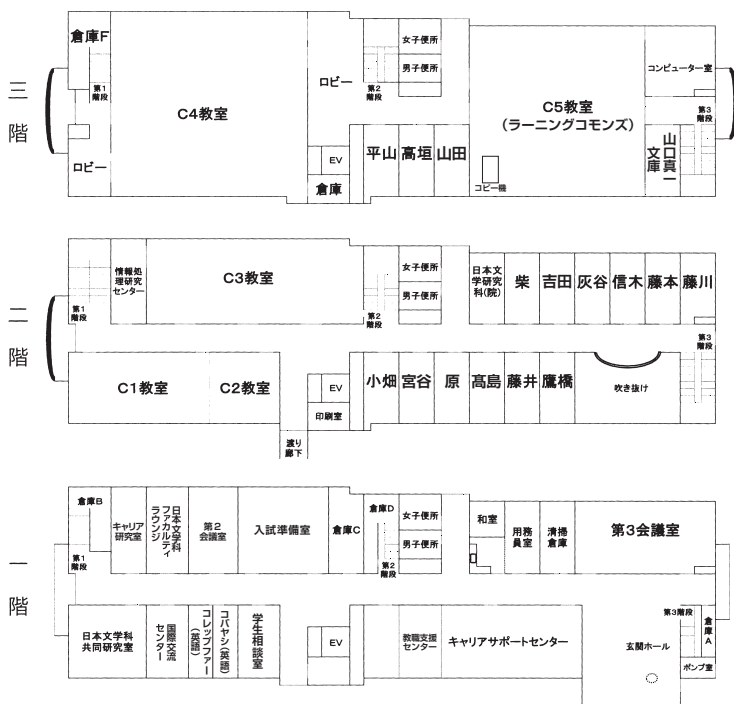 三階
倉庫F
第1
階段
C4教室
ロビー
ロビー
EV
倉庫
第2
階段
女子便所
男子便所
平山
高垣
山田
C5教室
(ラーニングコモンズ)
コピー機
コンピューター室
第3
階段
山口真一
文庫
二階
第1
階段
情報処
理研究
センター
C3教室
第2
階段
女子便所
男子便所
日本文
学研究
科(院)
柴
吉田
灰谷
信木
藤本
藤川
第3
階段
C1教室
C2教室
渡り
廊下
EV
印刷室
小畑
宮谷
原
髙島
藤井
鷹橋
吹き抜け
一階
倉庫B
第1
階段
キャリア
研究室
日本文学科
ファカルティ
ラウンジ
第2
会議室
入試準備室
倉庫C
倉庫D
第2
階段
女子便所
男子便所
和室
用務
員室
清掃
倉庫
第3会議室
日本文学科
共同研究室
国際交流
センター
コレップファー
(英語)
コバヤシ(英語)
学生相談室
EV
教職支援
センター
キャリアサポートセンター
玄関ホール
第3階段
倉庫A
ポンプ室